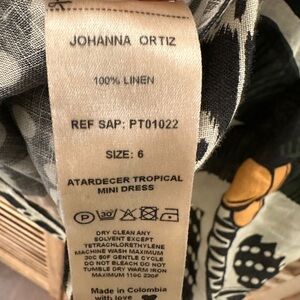 JOHANNA ORTIZ
100% LINEN
REF SAP: PT01022
SIZE: 6
ATARDECER TROPICAL
MINI DRESS
DRY CLEAN ANY
SOLVENT EXCEPT
TETRACHLORETHYLENE
MACHINE WASH MAXIMUM
30C 80F GENTLE CYCLE
DO NOT BLEACH DO NOT
TUMBLE DRY WARM IRON
MAXIMUM 110C 230F
Made in Colombia
with love